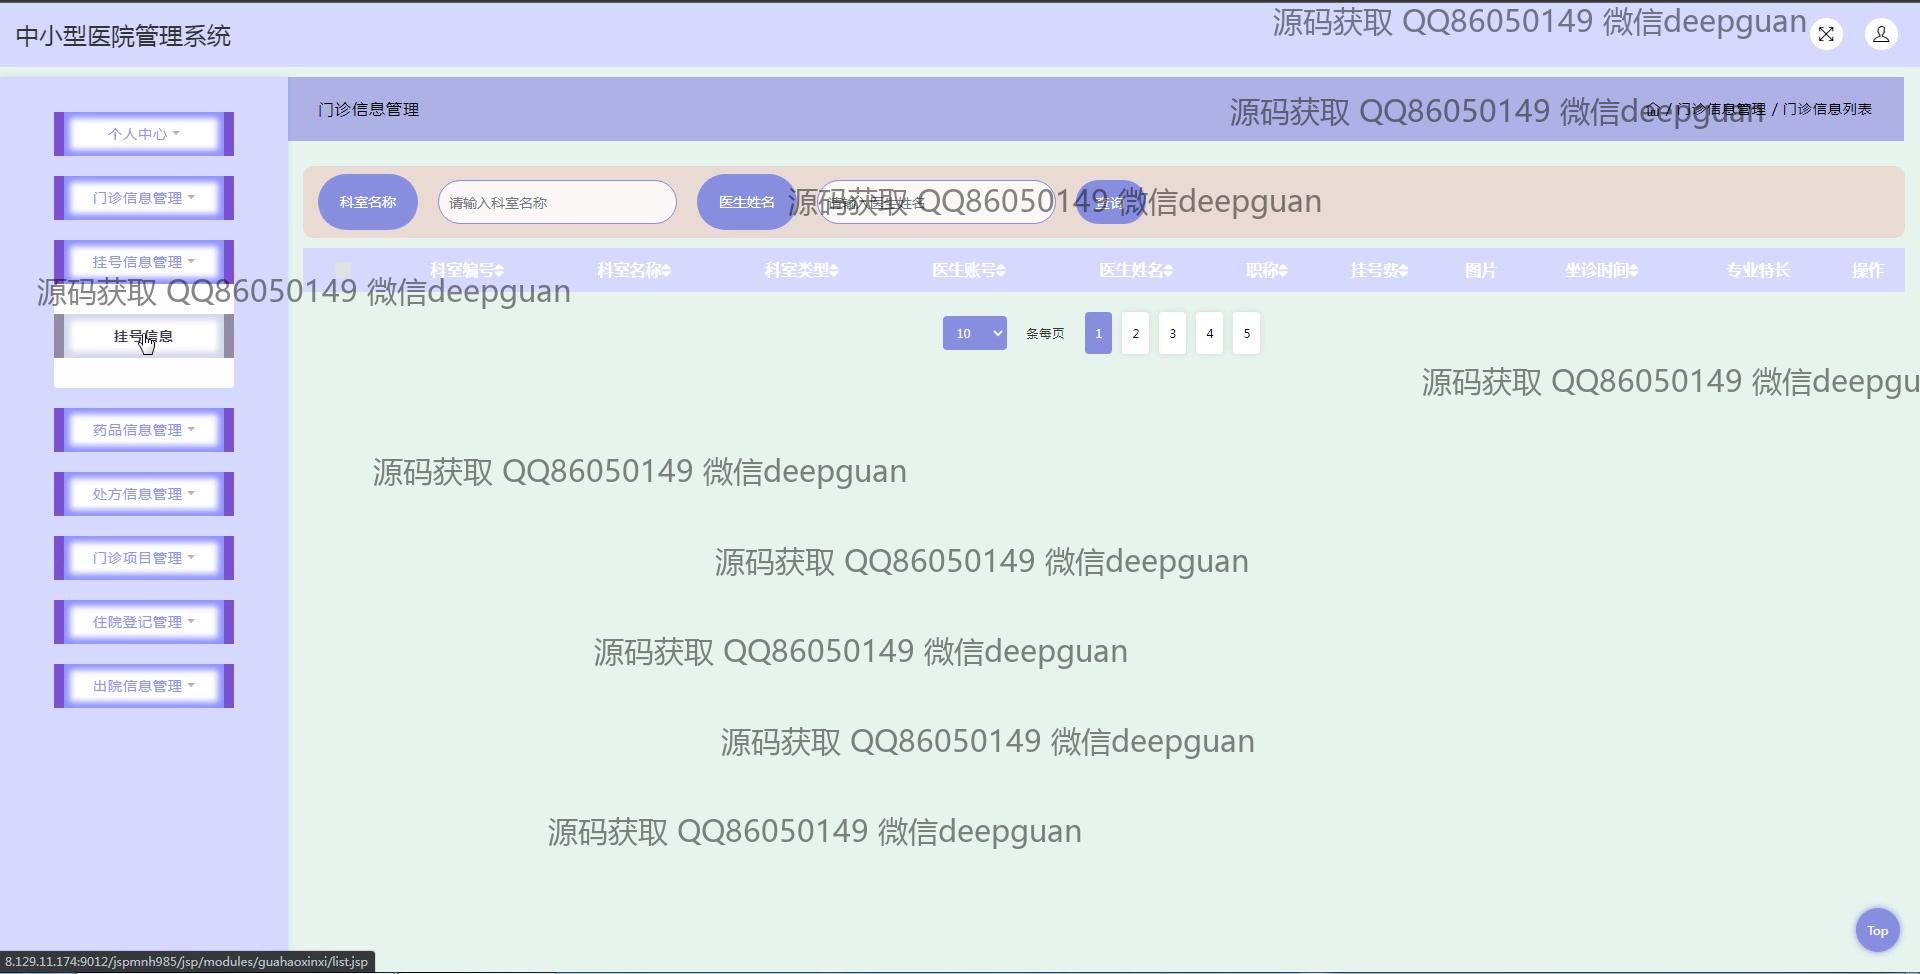 中小型医院管理系统
源码获取 QQ86050149 微信deepguan
个人中心
门诊信息管理
挂号信息管理
挂号信息
药品信息管理
处方信息管理
门诊项目管理
住院登记管理
出院信息管理
门诊信息管理
源码获取 QQ86050149 微信deepguan
/ 门诊信息管理 / 门诊信息列表
科室名称 请输入科室名称 医生姓名 请输入医生姓名 查询
源码获取 QQ86050149 微信deepguan
科室编号 科室名称 科室类型 医生账号 医生姓名 职称 挂号费 图片 坐诊时间 专业特长 操作
源码获取 QQ86050149 微信deepguan
10 条每页 1 2 3 4 5
源码获取 QQ86050149 微信deepgu
源码获取 QQ86050149 微信deepguan
源码获取 QQ86050149 微信deepguan
源码获取 QQ86050149 微信deepguan
源码获取 QQ86050149 微信deepguan
源码获取 QQ86050149 微信deepguan
Top
8.129.11.174:9012/jspmnh985/jsp/modules/guahaoxinxi/list.jsp